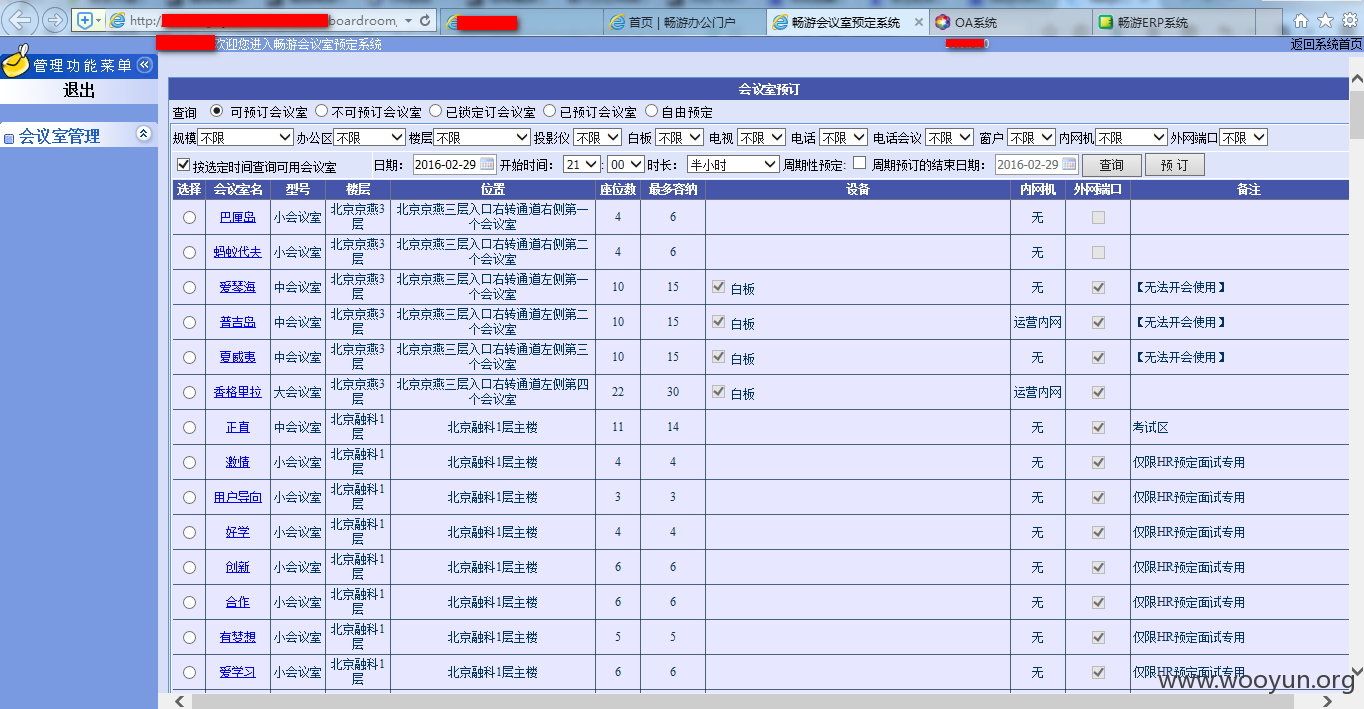 http:/ boardroom_
首页 | 畅游办公门户
畅游会议室预定系统
OA系统
畅游ERP系统
欢迎您进入畅游会议室预定系统
返回系统首页
管理功能菜单
退出
会议室管理
会议室预订
查询 可预订会议室 不可预订会议室 已锁定订会议室 已预订会议室 自由预定
规模 不限 办公区 不限 楼层 不限 投影仪 不限 白板 不限 电视 不限 电话 不限 电话会议 不限 窗户 不限 内网机 不限 外网端口 不限
按选定时间查询可用会议室 日期： 2016-02-29 开始时间： 21 : 00 时长： 半小时 周期性预定: 周期预订的结束日期： 2016-02-29 查询 预 订
选择 会议室名 型号 楼层 位置 座位数 最多容纳 设备 内网机 外网端口 备注
巴厘岛 小会议室 北京京燕3层 北京京燕三层入口右转通道右侧第一个会议室 4 6 无
蚂蚁代夫 小会议室 北京京燕3层 北京京燕三层入口右转通道右侧第二个会议室 4 6 无
爱琴海 中会议室 北京京燕3层 北京京燕三层入口右转通道左侧第一个会议室 10 15 白板 无 【无法开会使用】
普吉岛 中会议室 北京京燕3层 北京京燕三层入口右转通道左侧第二个会议室 10 15 白板 运营内网 【无法开会使用】
夏威夷 中会议室 北京京燕3层 北京京燕三层入口右转通道左侧第三个会议室 10 15 白板 无 【无法开会使用】
香格里拉 大会议室 北京京燕3层 北京京燕三层入口右转通道左侧第四个会议室 22 30 白板 运营内网
正直 中会议室 北京融科1层 北京融科1层主楼 11 14 无 考试区
激情 小会议室 北京融科1层 北京融科1层主楼 4 4 无 仅限HR预定面试专用
用户导向 小会议室 北京融科1层 北京融科1层主楼 3 3 无 仅限HR预定面试专用
好学 小会议室 北京融科1层 北京融科1层主楼 4 4 无 仅限HR预定面试专用
创新 小会议室 北京融科1层 北京融科1层主楼 6 6 无 仅限HR预定面试专用
合作 小会议室 北京融科1层 北京融科1层主楼 6 6 无 仅限HR预定面试专用
有梦想 小会议室 北京融科1层 北京融科1层主楼 5 5 无 仅限HR预定面试专用
爱学习 小会议室 北京融科1层 北京融科1层主楼 6 6 无 仅限HR预定面试专用
www.wooyun.org